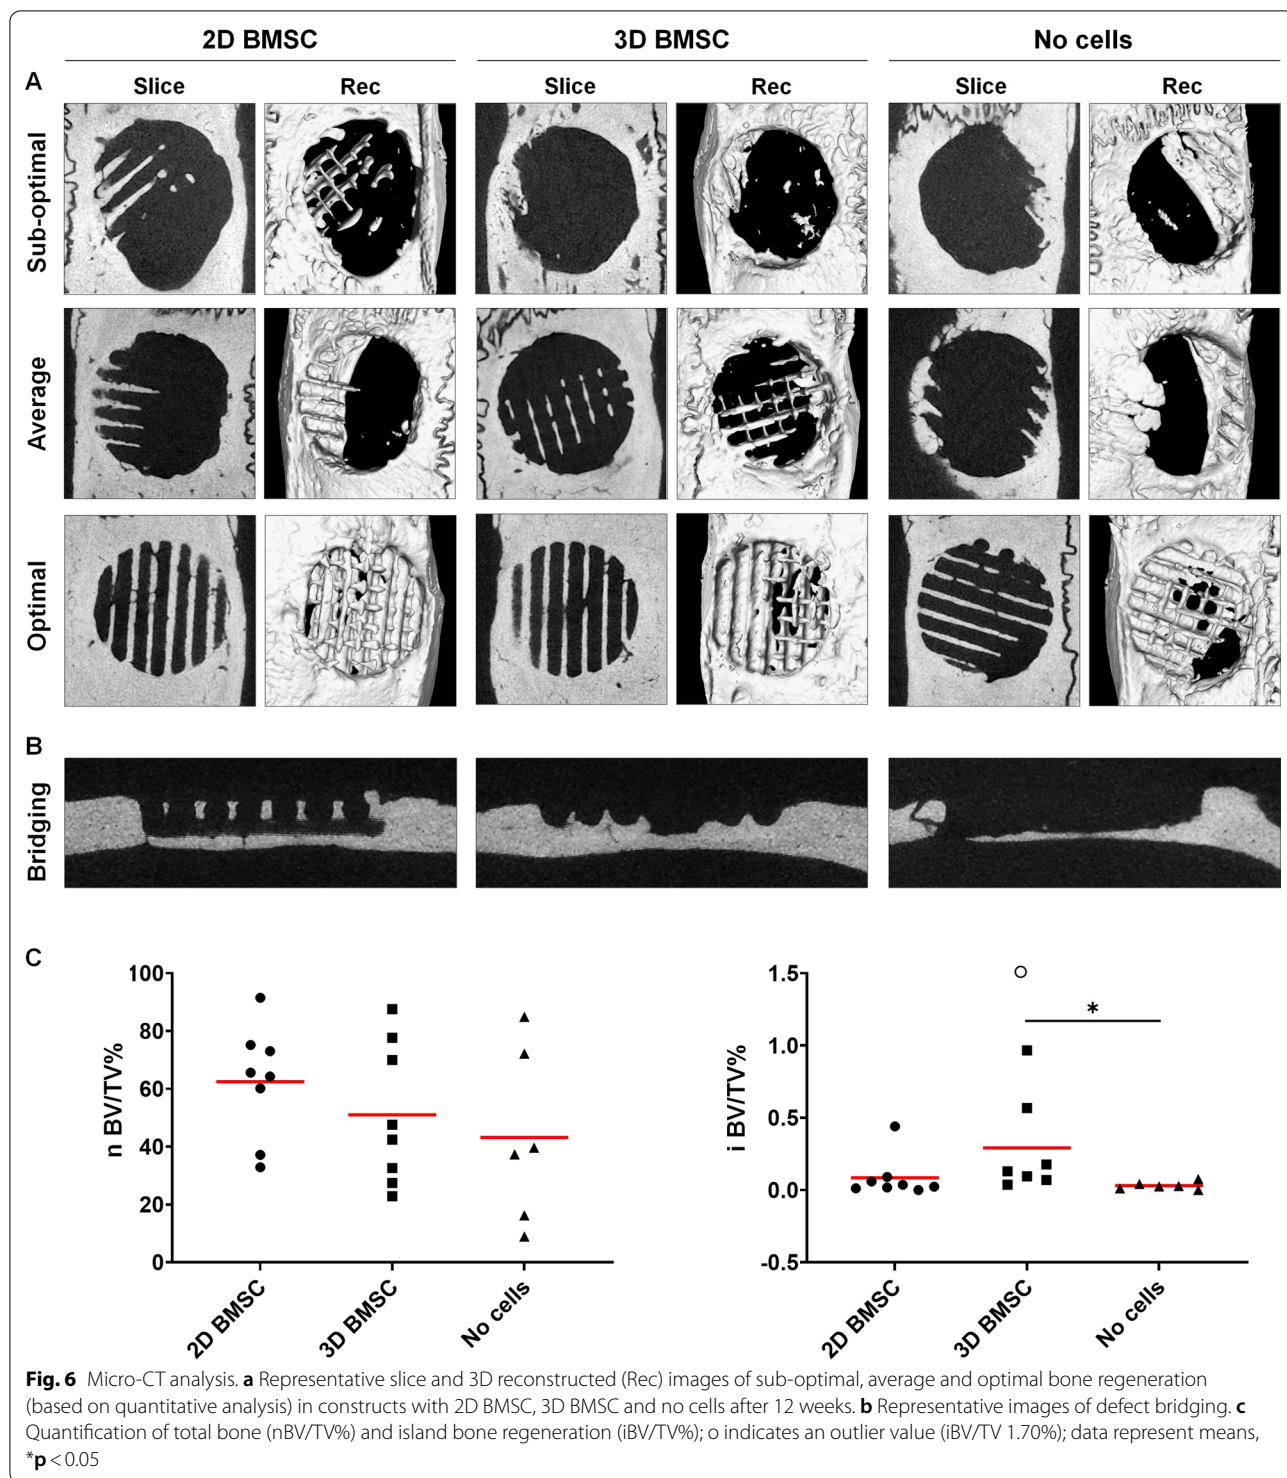 2D BMSC 3D BMSC No cells
A
Slice Rec Slice Rec Slice Rec
Sub-optimal
Average
Optimal
B
Bridging
C
100
80
60
40
20
0
n BV/TV%
2D BMSC
3D BMSC
No cells
1.5
1.0
0.5
0.0
-0.5
i BV/TV%
*
2D BMSC
3D BMSC
No cells
Fig. 6 Micro-CT analysis. a Representative slice and 3D reconstructed (Rec) images of sub-optimal, average and optimal bone regeneration
(based on quantitative analysis) in constructs with 2D BMSC, 3D BMSC and no cells after 12 weeks. b Representative images of defect bridging. c
Quantification of total bone (nBV/TV%) and island bone regeneration (iBV/TV%); o indicates an outlier value (iBV/TV 1.70%); data represent means,
*p < 0.05